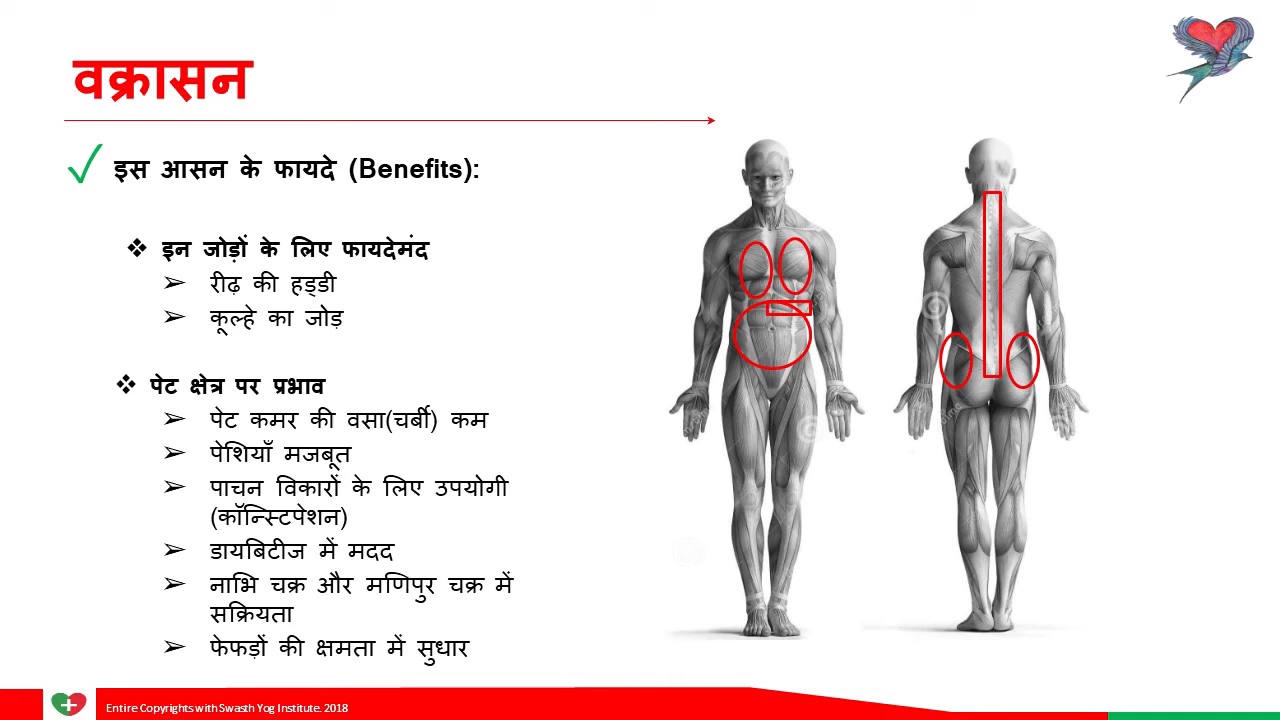 वक्रासन
✓ इस आसन के फायदे (Benefits):
❖ इन जोड़ों के लिए फायदेमंद
➢ रीढ़ की हड्डी
➢ कूल्हे का जोड़
❖ पेट क्षेत्र पर प्रभाव
➢ पेट कमर की वसा(चर्बी) कम
➢ पेशियाँ मजबूत
➢ पाचन विकारों के लिए उपयोगी
(कॉन्स्टिपेशन)
➢ डायबिटीज में मदद
➢ नाभि चक्र और मणिपुर चक्र में
सक्रियता
➢ फेफड़ों की क्षमता में सुधार
Entire Copyrights with Swasth Yog Institute. 2018